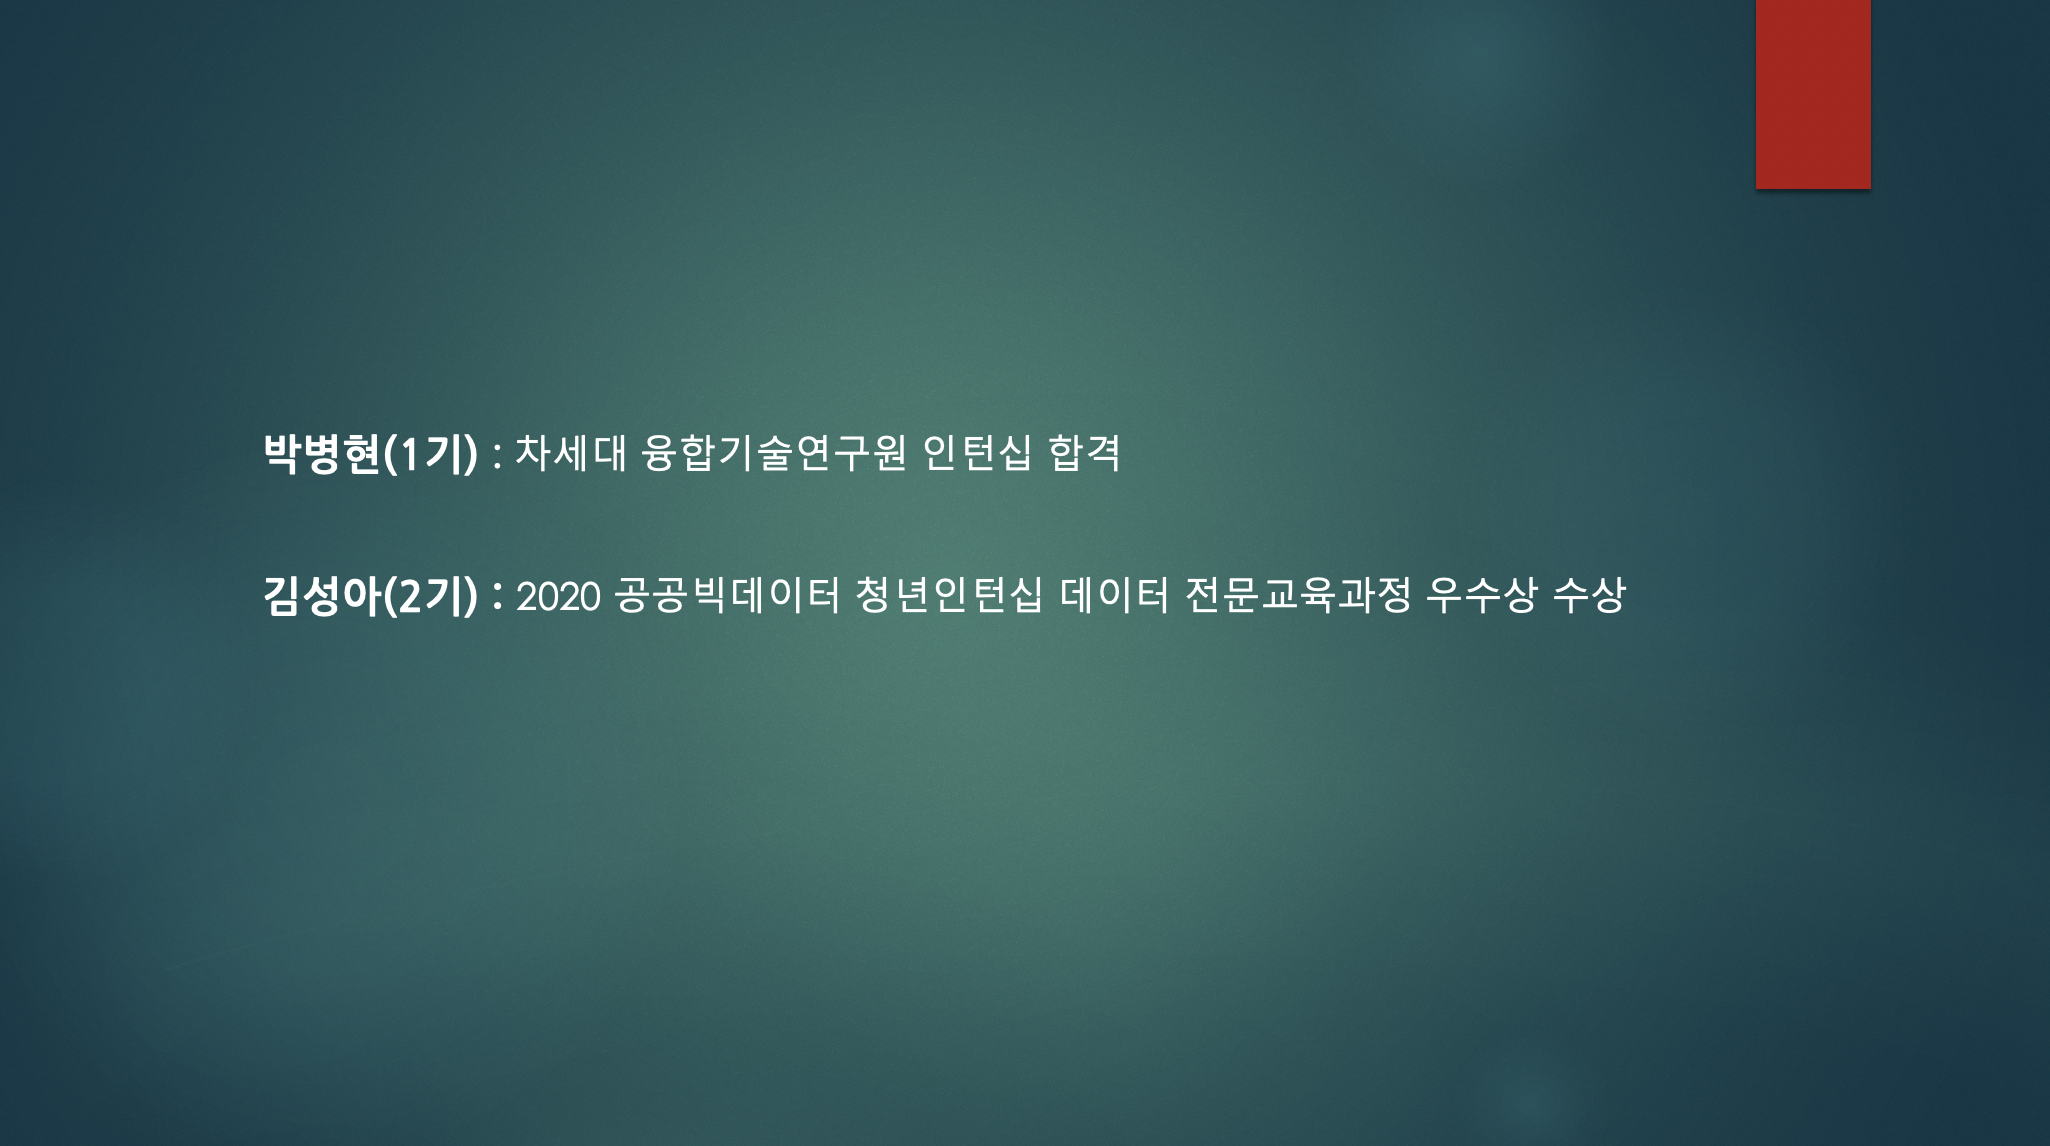 박병현(1기) : 차세대 융합기술연구원 인턴십 합격
김성아(2기) : 2020 공공빅데이터 청년인턴십 데이터 전문교육과정 우수상 수상